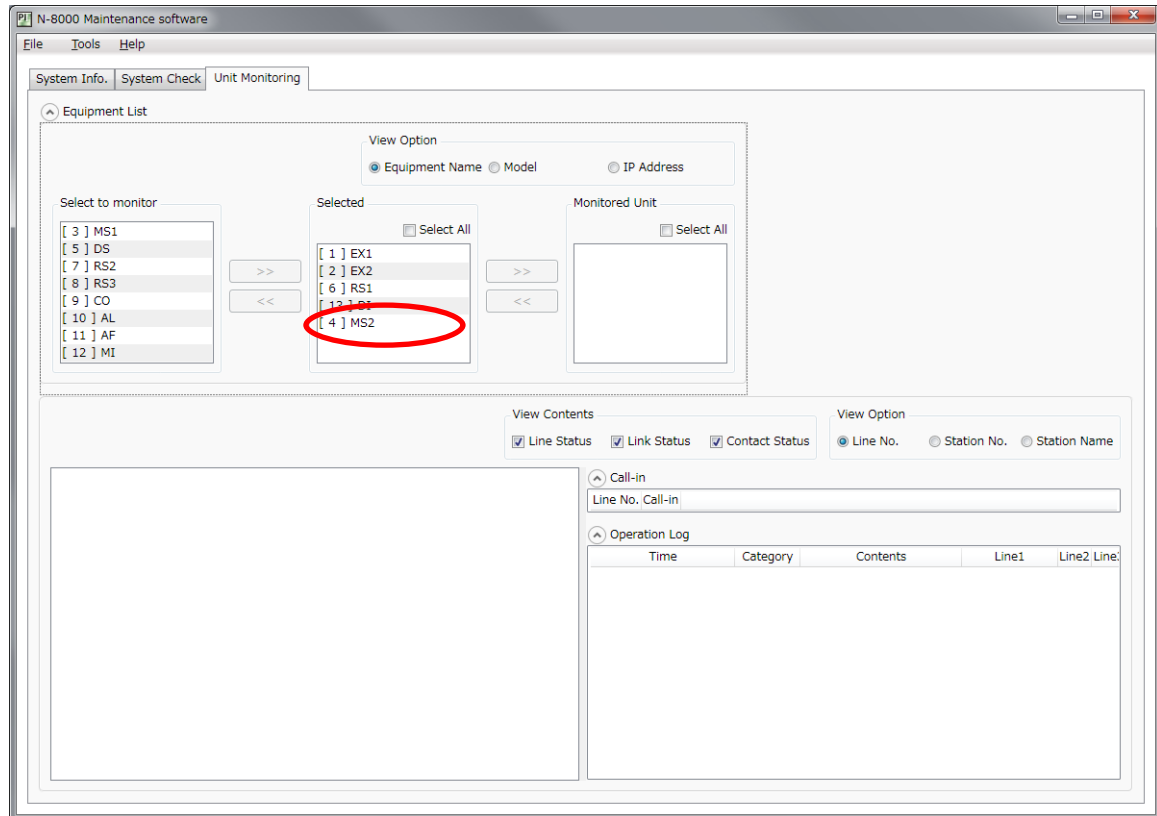 N-8000 Maintenance software
File Tools Help
System Info. System Check Unit Monitoring
Equipment List
View Option
Equipment Name Model IP Address
Select to monitor
[ 3 ] MS1
[ 5 ] DS
[ 7 ] RS2
[ 8 ] RS3
[ 9 ] CO
[ 10 ] AL
[ 11 ] AF
[ 12 ] MI
>>
<<
Selected
Select All
[ 1 ] EX1
[ 2 ] EX2
[ 6 ] RS1
[ 13 ] DI
[ 4 ] MS2
>>
<<
Monitored Unit
Select All
View Contents
Line Status Link Status Contact Status
View Option
Line No. Station No. Station Name
Call-in
Line No. Call-in
Operation Log
Time Category Contents Line1 Line2